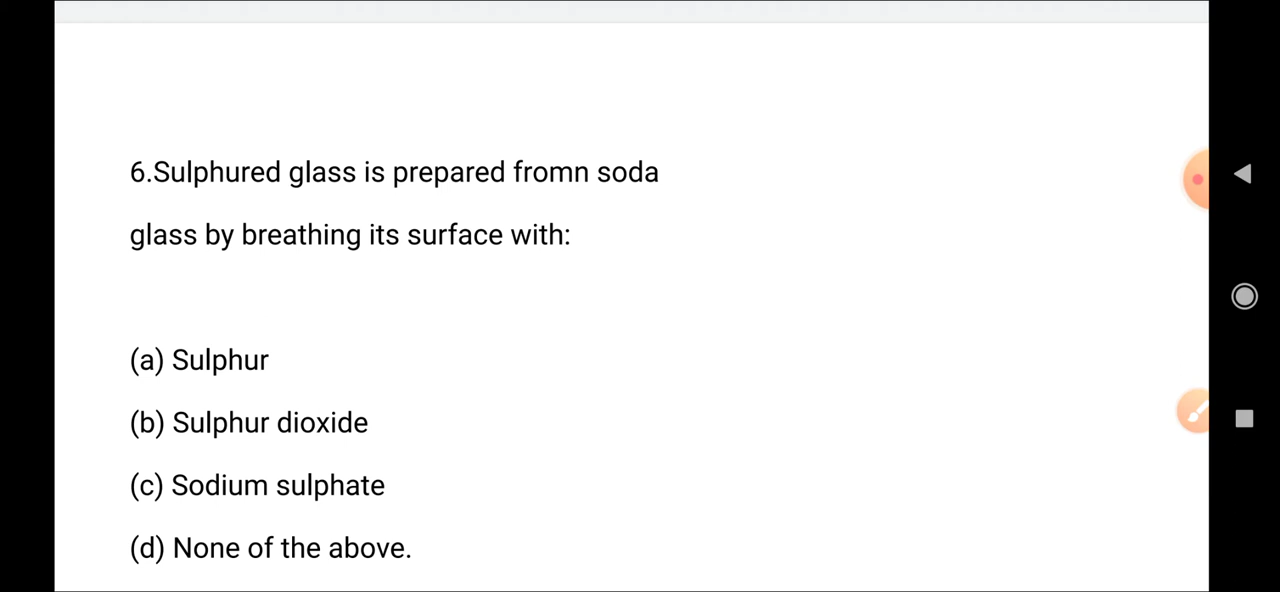 6.Sulphured glass is prepared fromn soda
glass by breathing its surface with:
(a) Sulphur
(b) Sulphur dioxide
(c) Sodium sulphate
(d) None of the above.